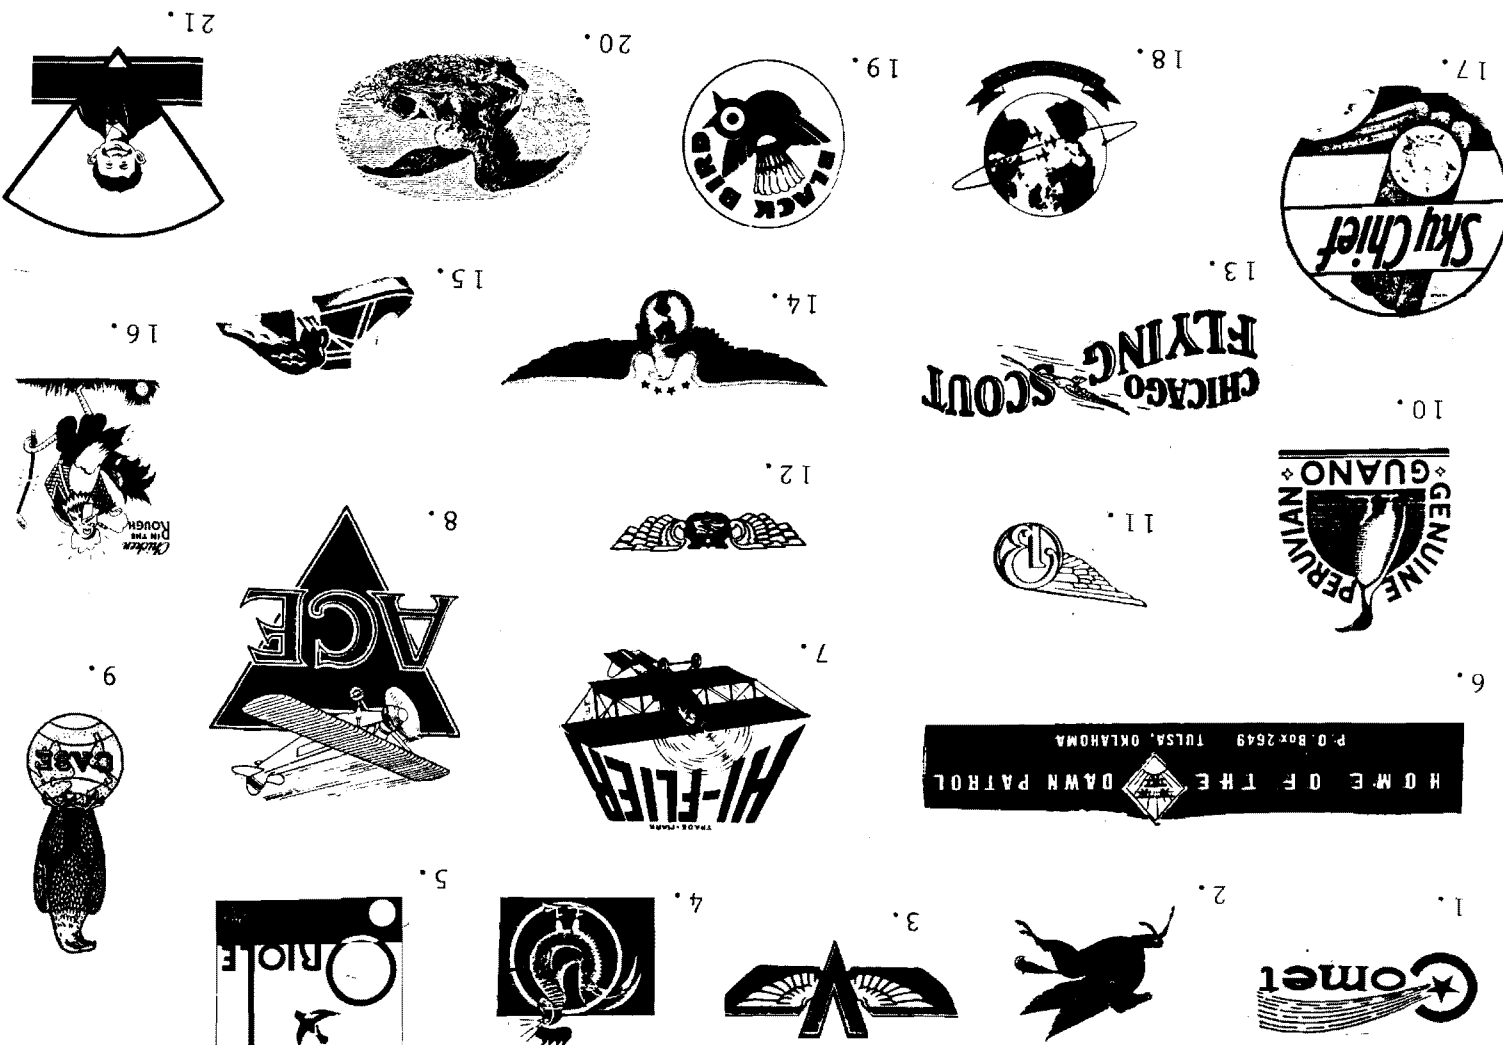 1.
Comet
2.
3.
4.
5.
ORIOLE
6.
HOME OF THE DAWN PATROL
P.O. Box 2649 TULSA, OKLAHOMA
7.
TRADE-MARK
HI-FLIER
8.
ACE
9.
CASE
10.
GENUINE PERUVIAN
GUANO
11.
12.
13.
CHICAGO
FLYING
SCOUT
14.
15.
16.
Chicken
IN THE
ROUGH
17.
Sky Chief
18.
19.
BLACK BIRD
20.
21.